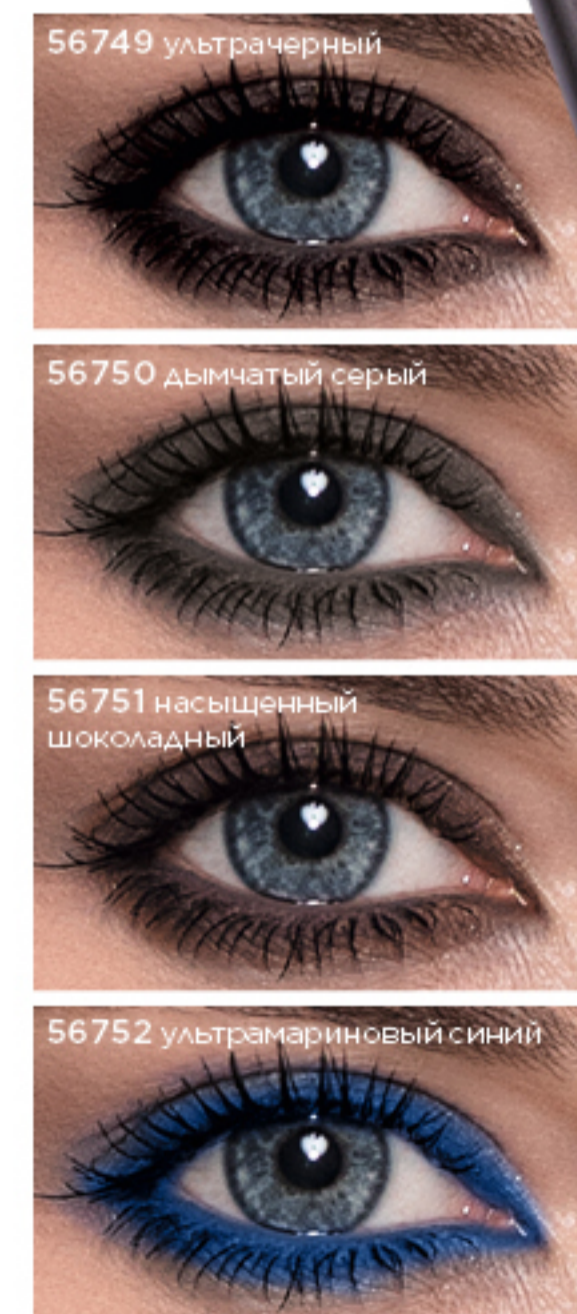 56749 ультрачерный
56750 дымчатый серый
56751 насыщенный
шоколадный
56752 ультрамариновый синий